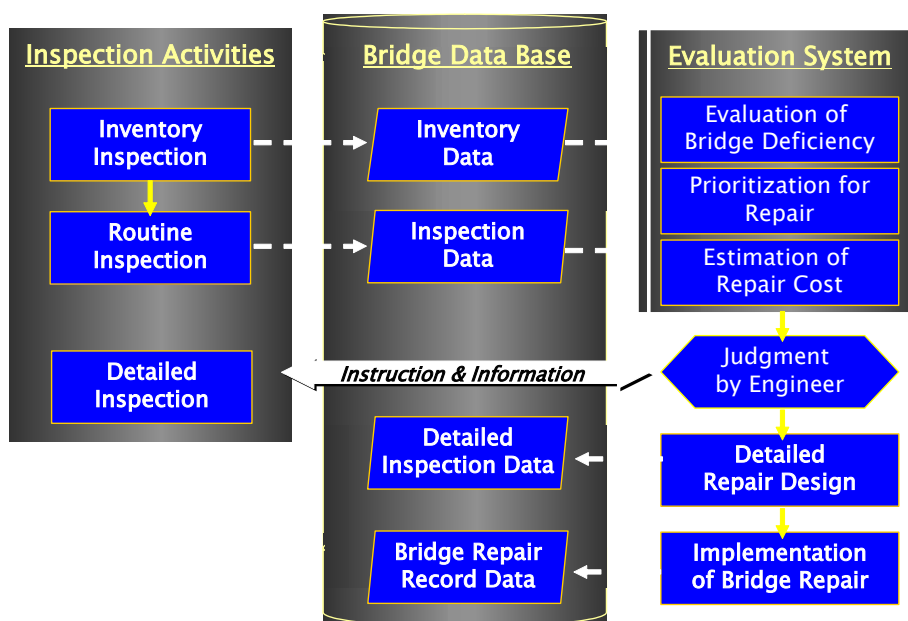 Inspection Activities
Inventory
Inspection
Routine
Inspection
Detailed
Inspection
Bridge Data Base
Inventory
Data
Inspection
Data
Instruction & Information
Detailed
Inspection Data
Bridge Repair
Record Data
Evaluation System
Evaluation of
Bridge Deficiency
Prioritization for
Repair
Estimation of
Repair Cost
Judgment
by Engineer
Detailed
Repair Design
Implementation
of Bridge Repair